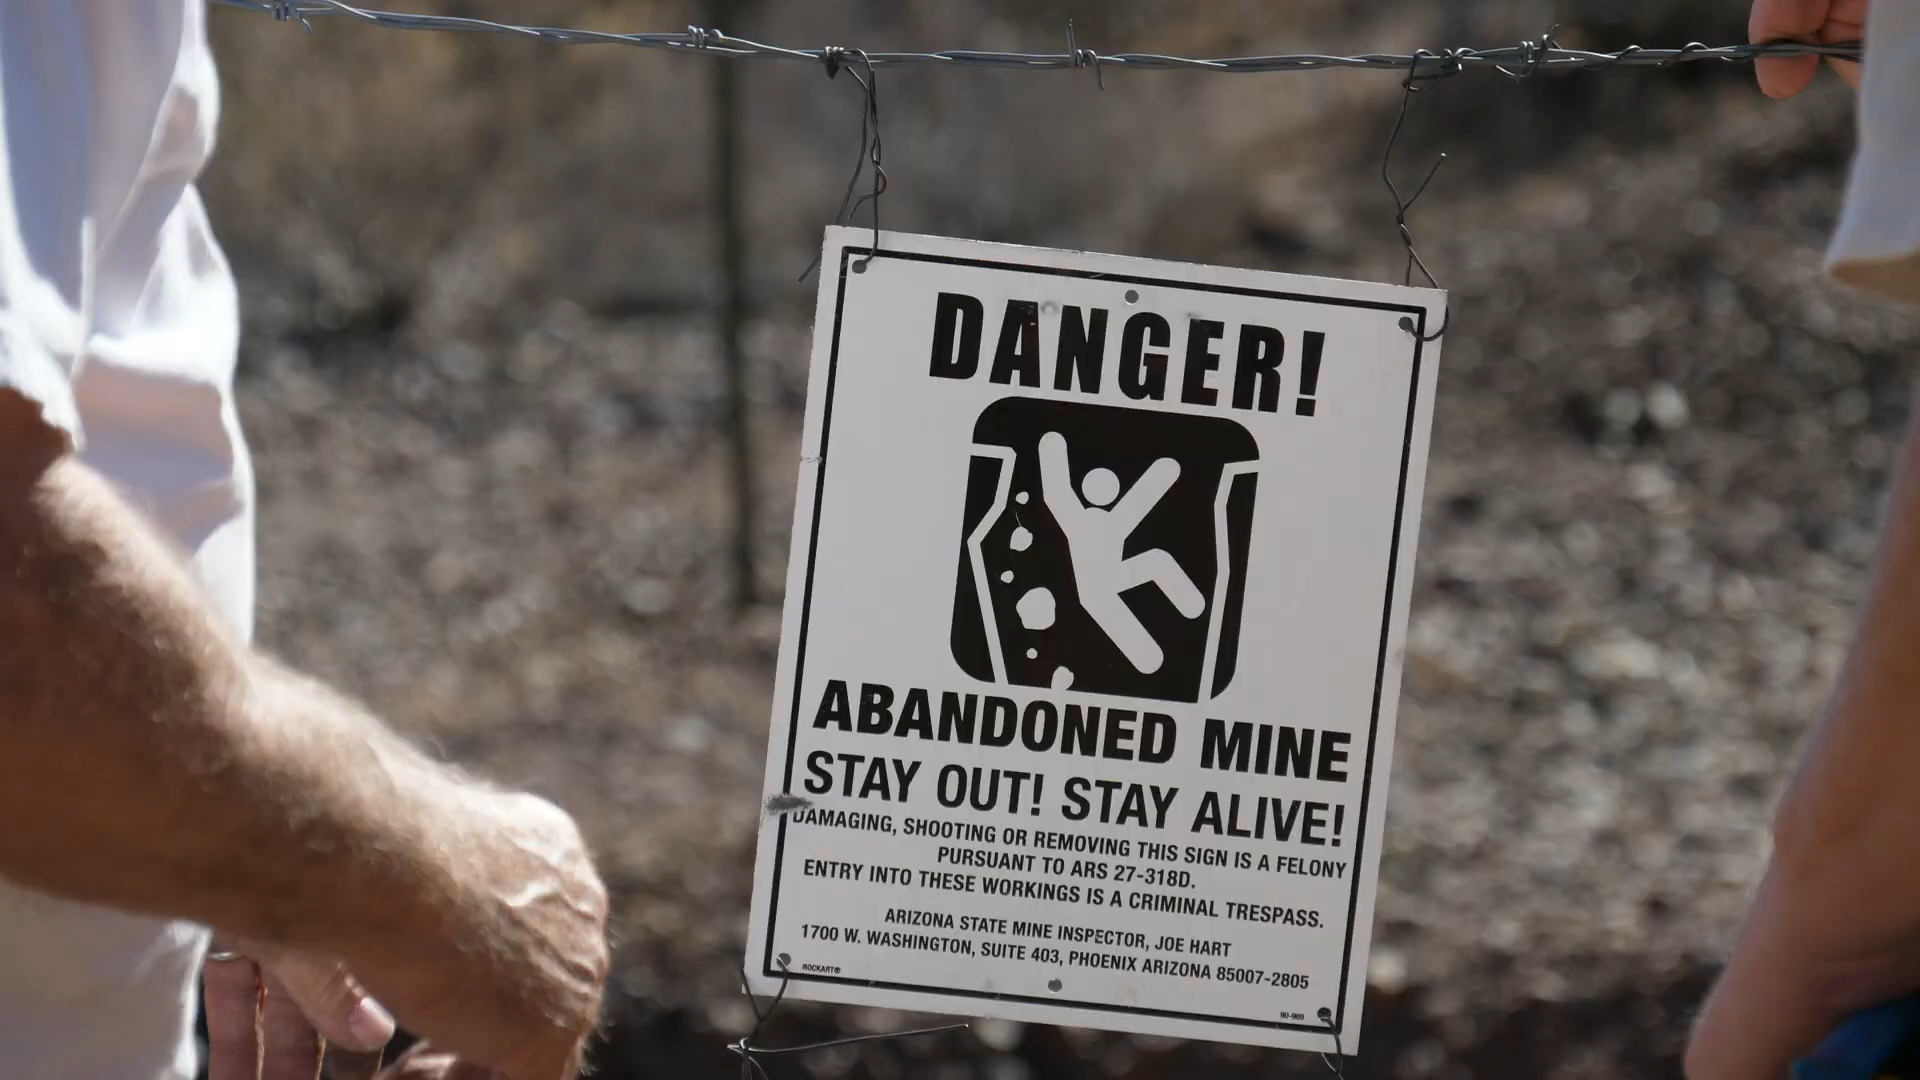 DANGER!
ABANDONED MINE
STAY OUT! STAY ALIVE!
DAMAGING, SHOOTING OR REMOVING THIS SIGN IS A FELONY
PURSUANT TO ARS 27-318D.
ENTRY INTO THESE WORKINGS IS A CRIMINAL TRESPASS.
ARIZONA STATE MINE INSPECTOR, JOE HART
1700 W. WASHINGTON, SUITE 403, PHOENIX ARIZONA 85007-2805
ROCKART®